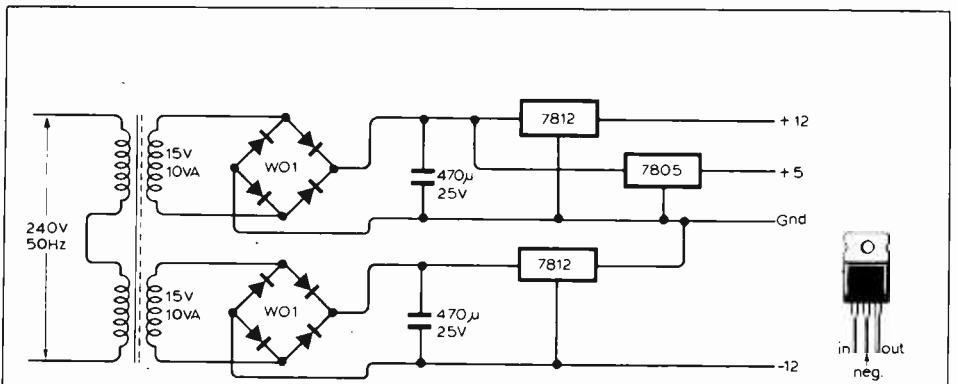 7812
+ 12
15V
10VA
WO1
470μ
25V
7805
+ 5
240V
50Hz
Gnd
15V
10VA
WO1
470μ
25V
7812
in
out
neg.
-12